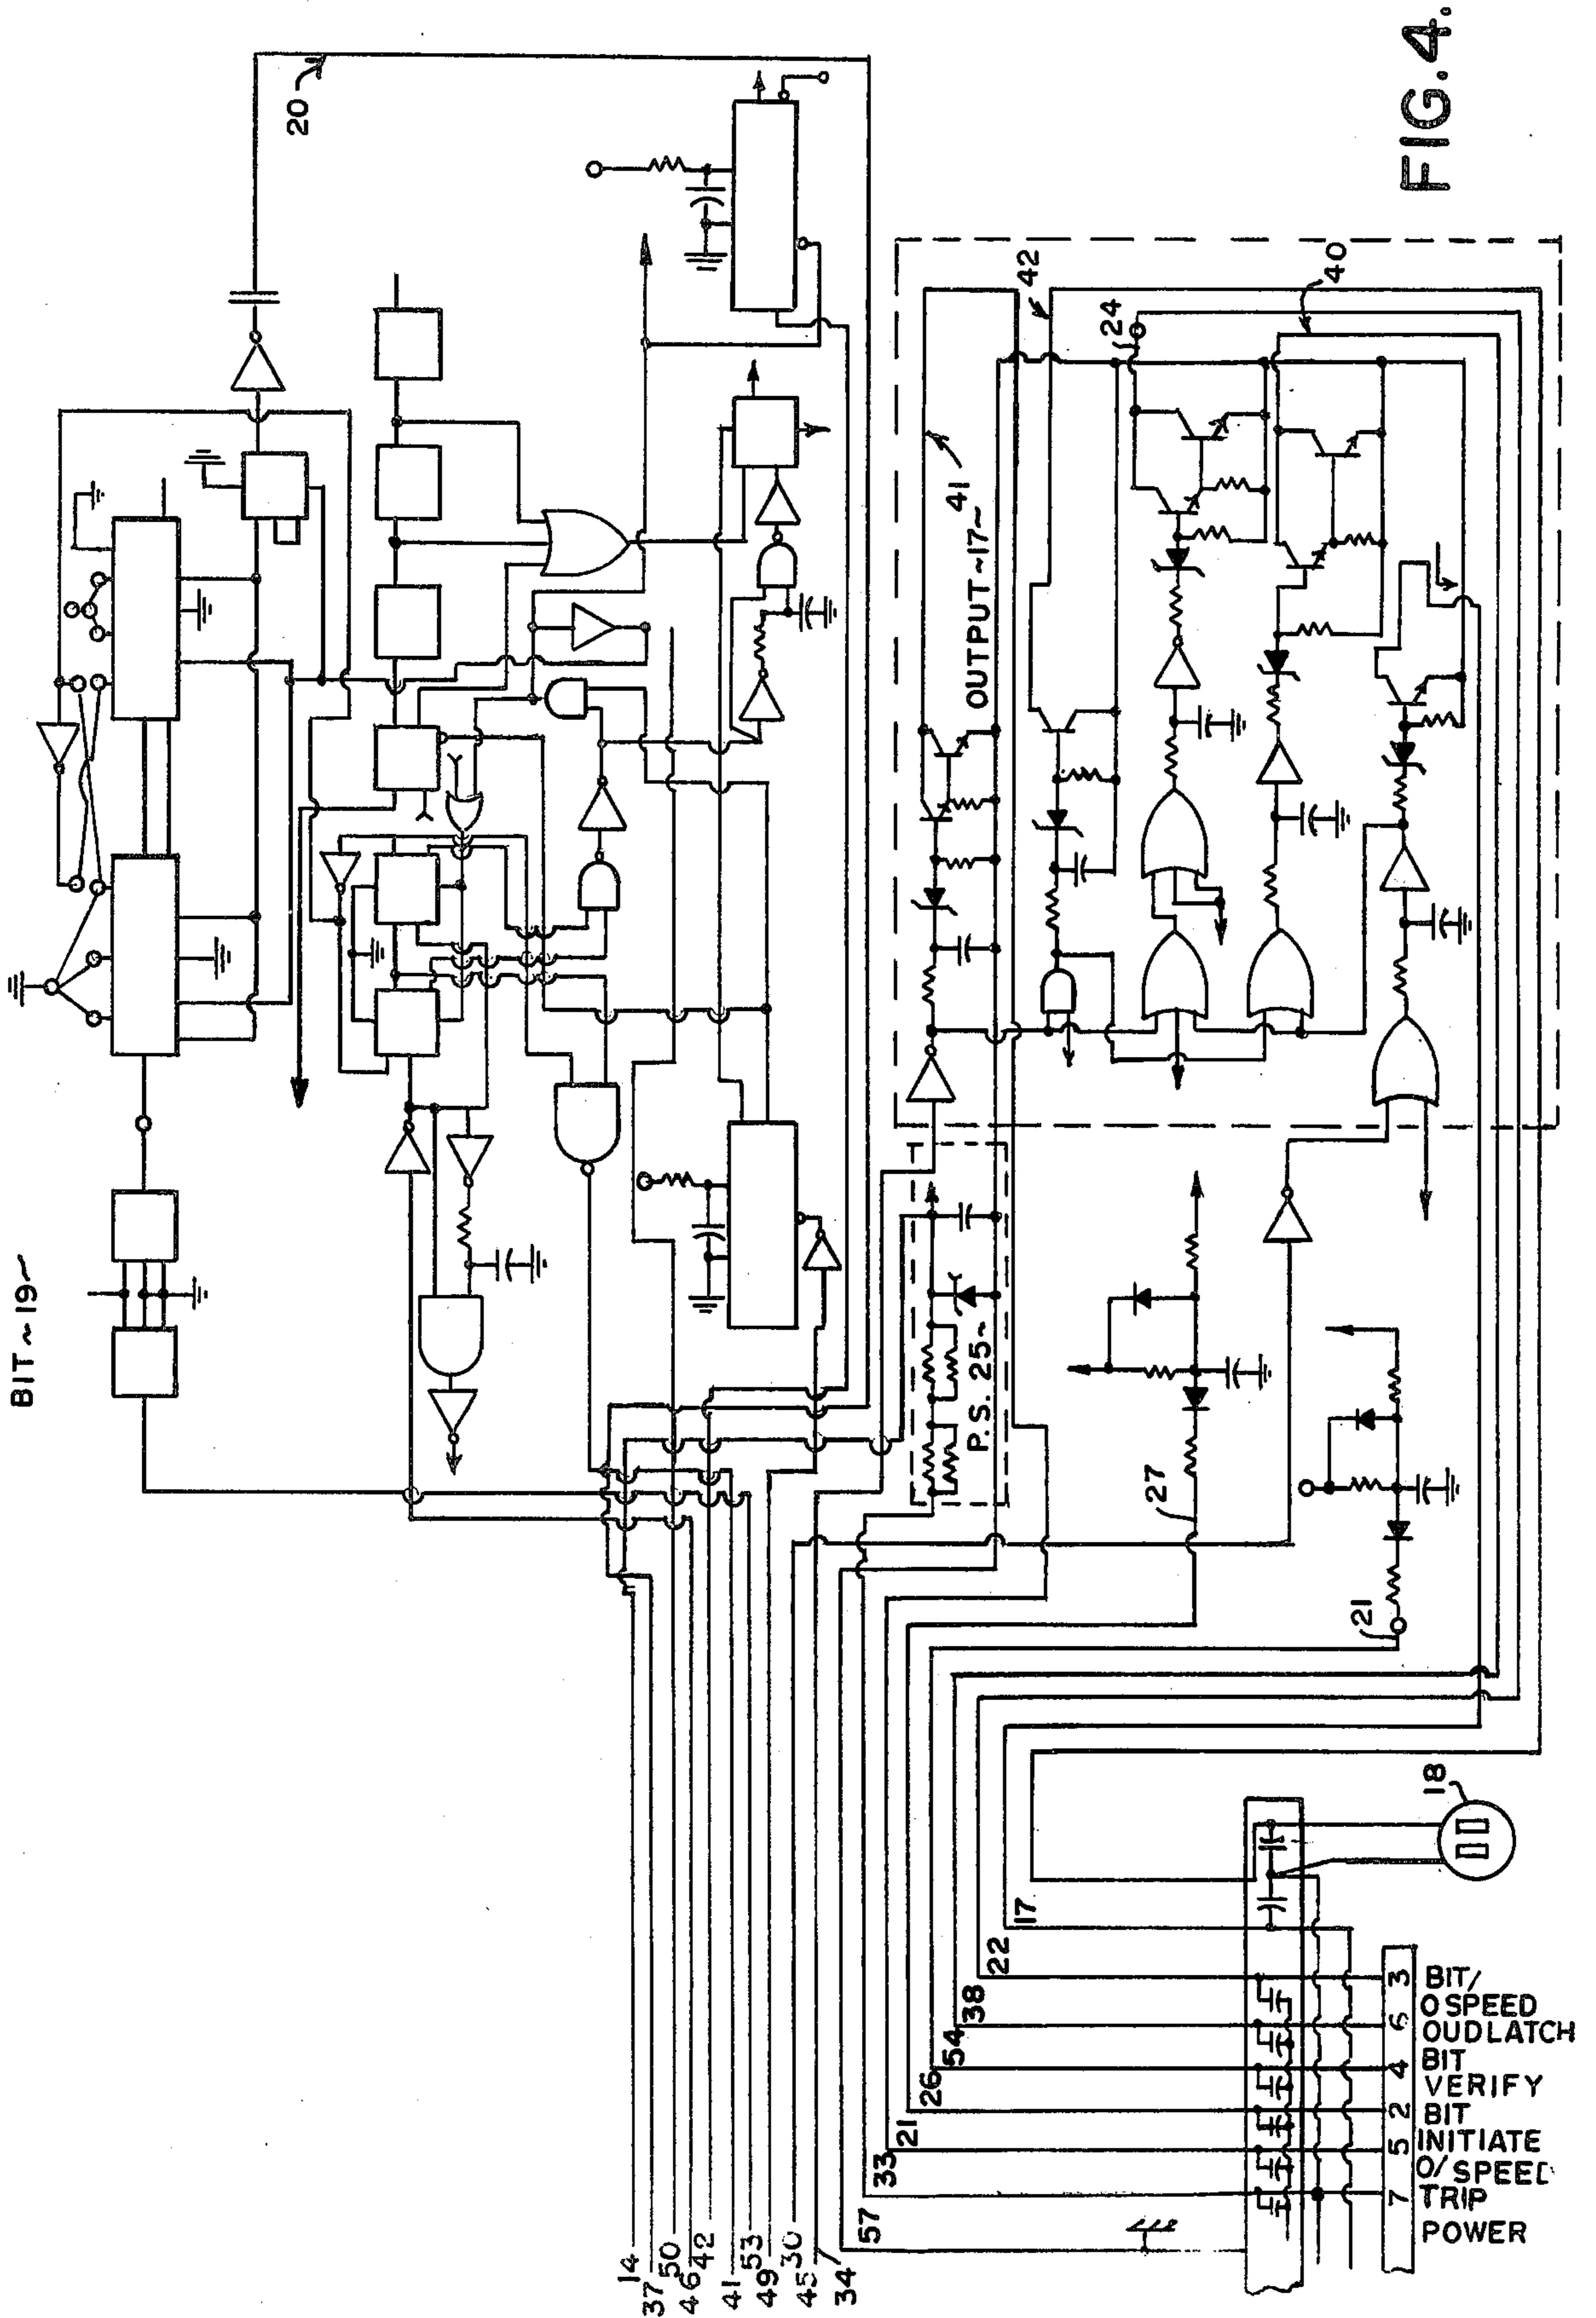 BIT~19~
20
FIG. 4.
42
24
40
41
OUTPUT~17~
P.S. 25~
27
21
18
14
37
50
46
42
41
53
49
30
45
34
57
33
21
26
54
38
22
17
7 5 2 4 6 3
BIT/
O SPEED
OUDLATCH
BIT
VERIFY
BIT
INITIATE
O/SPEED
TRIP
POWER